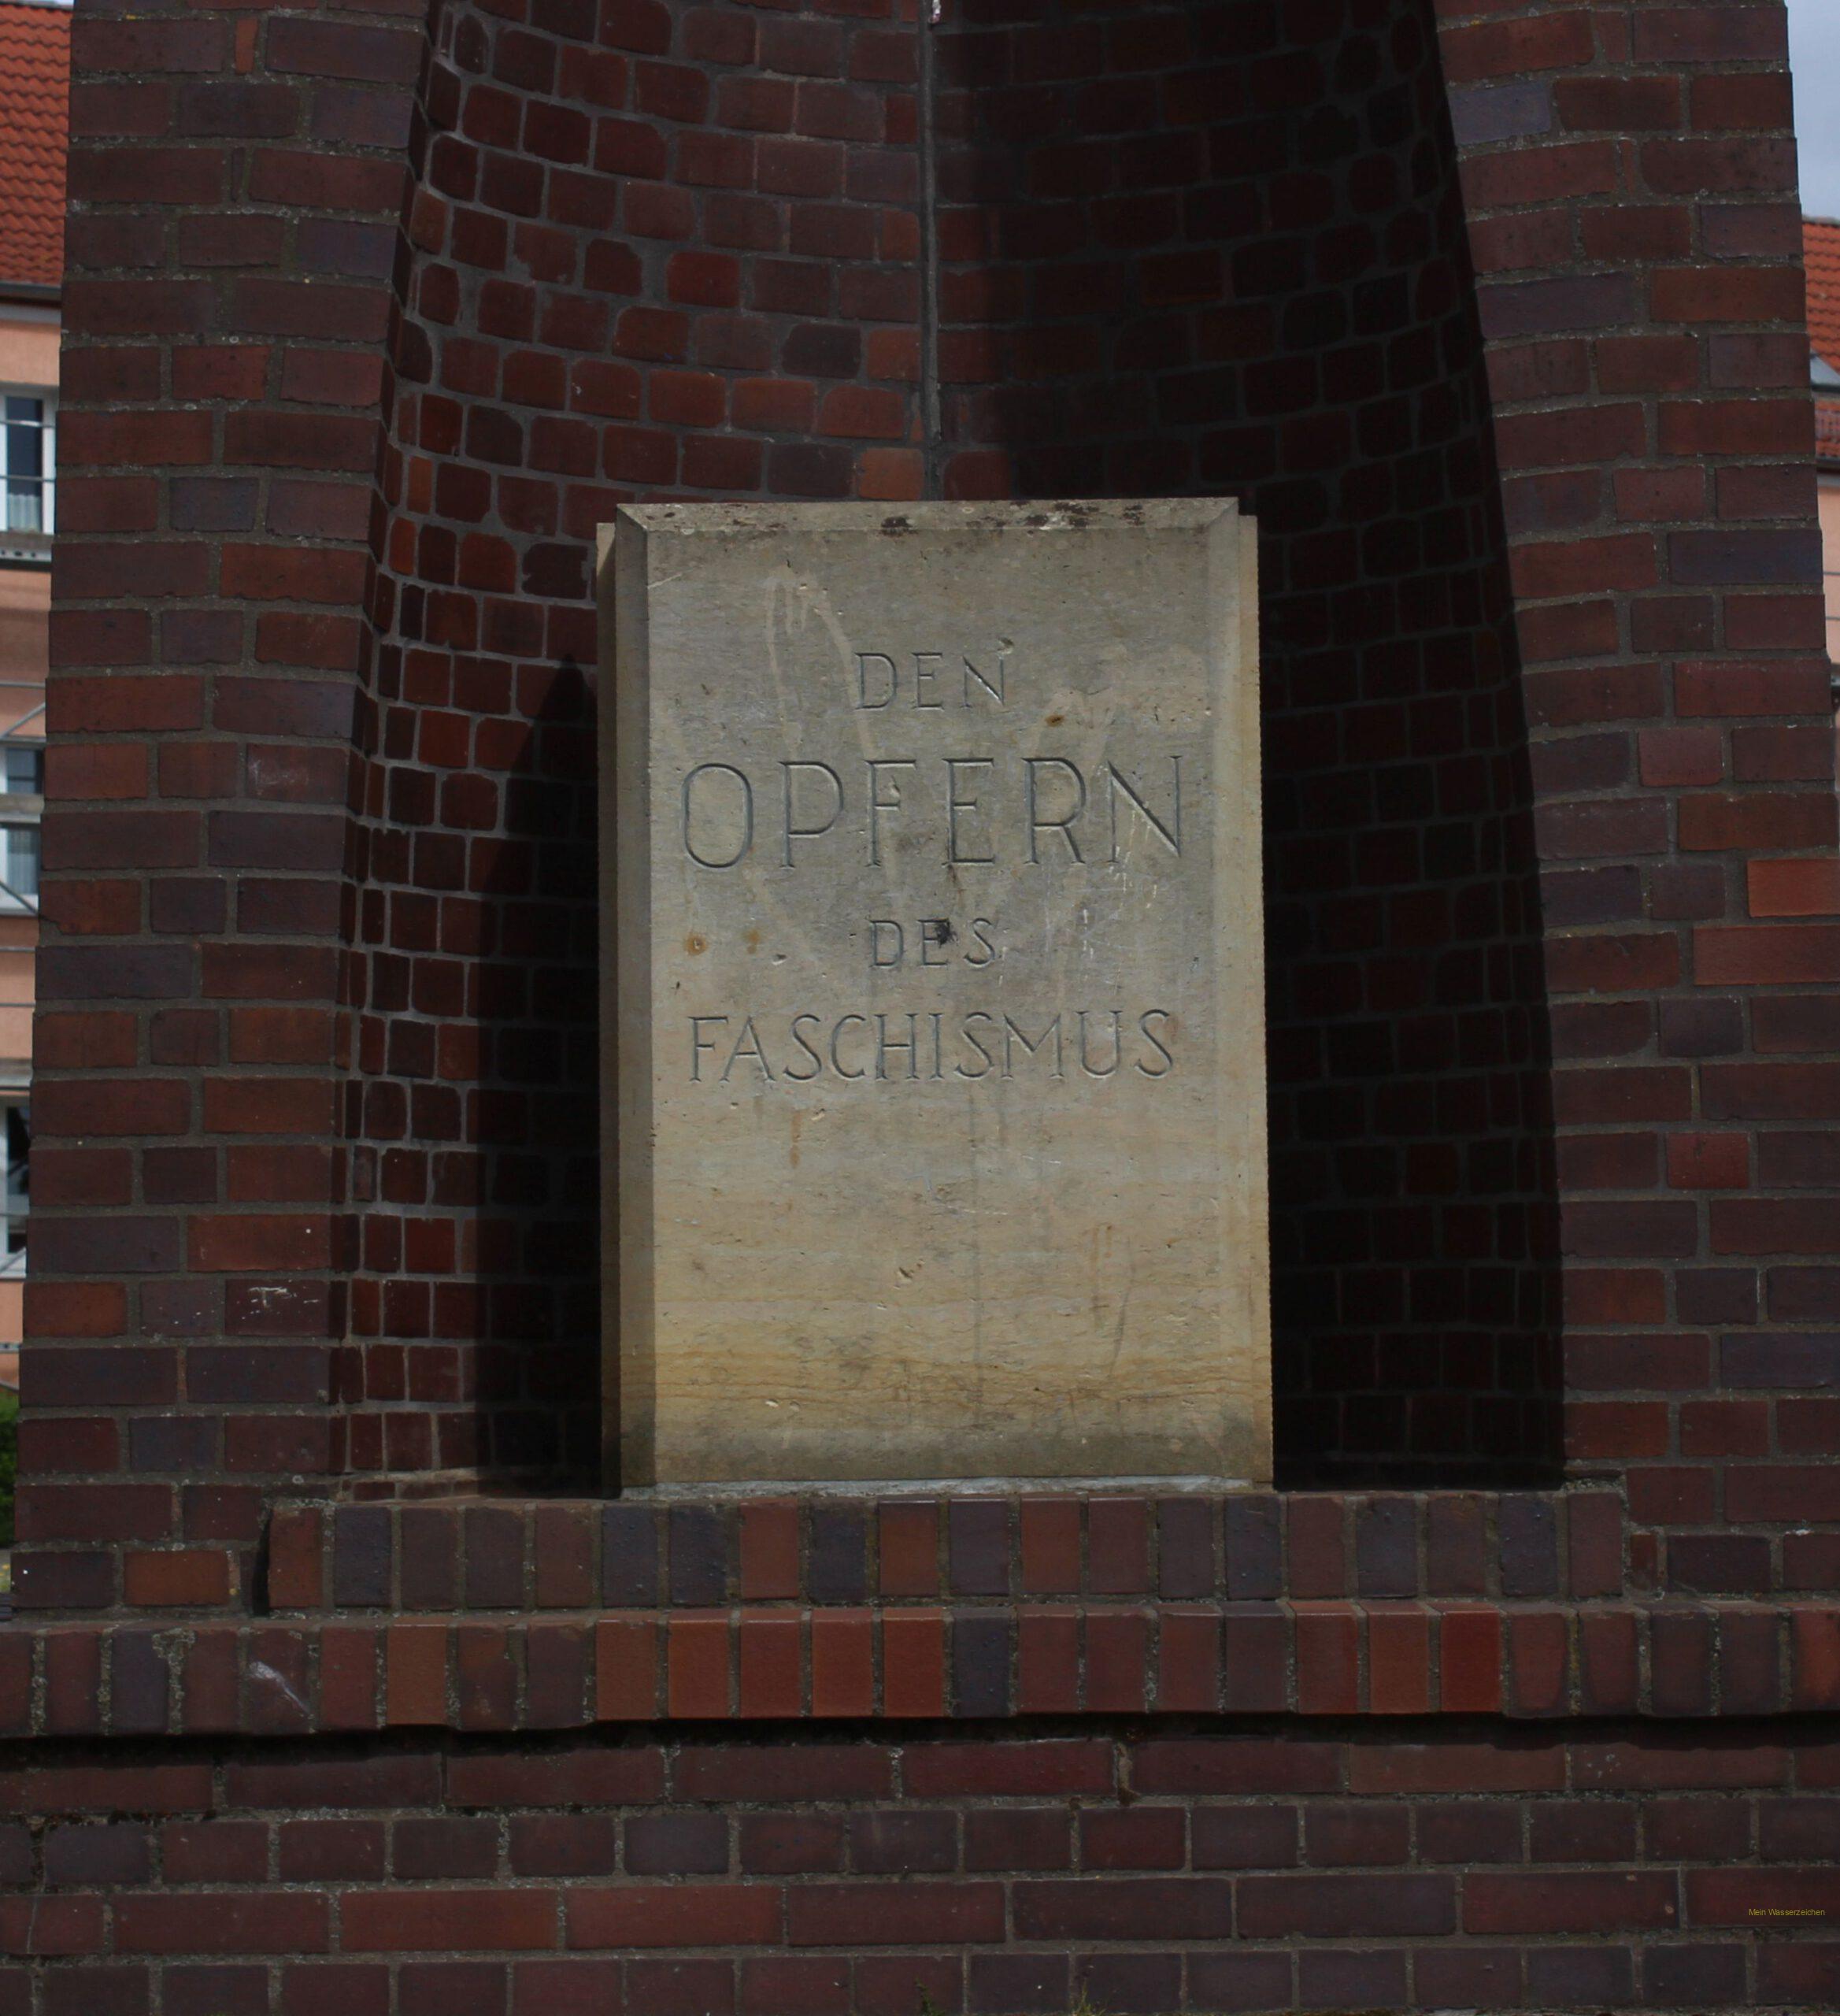 DEN
OPFERN
DES
FASCHISMUS
Mein Wasserzeichen